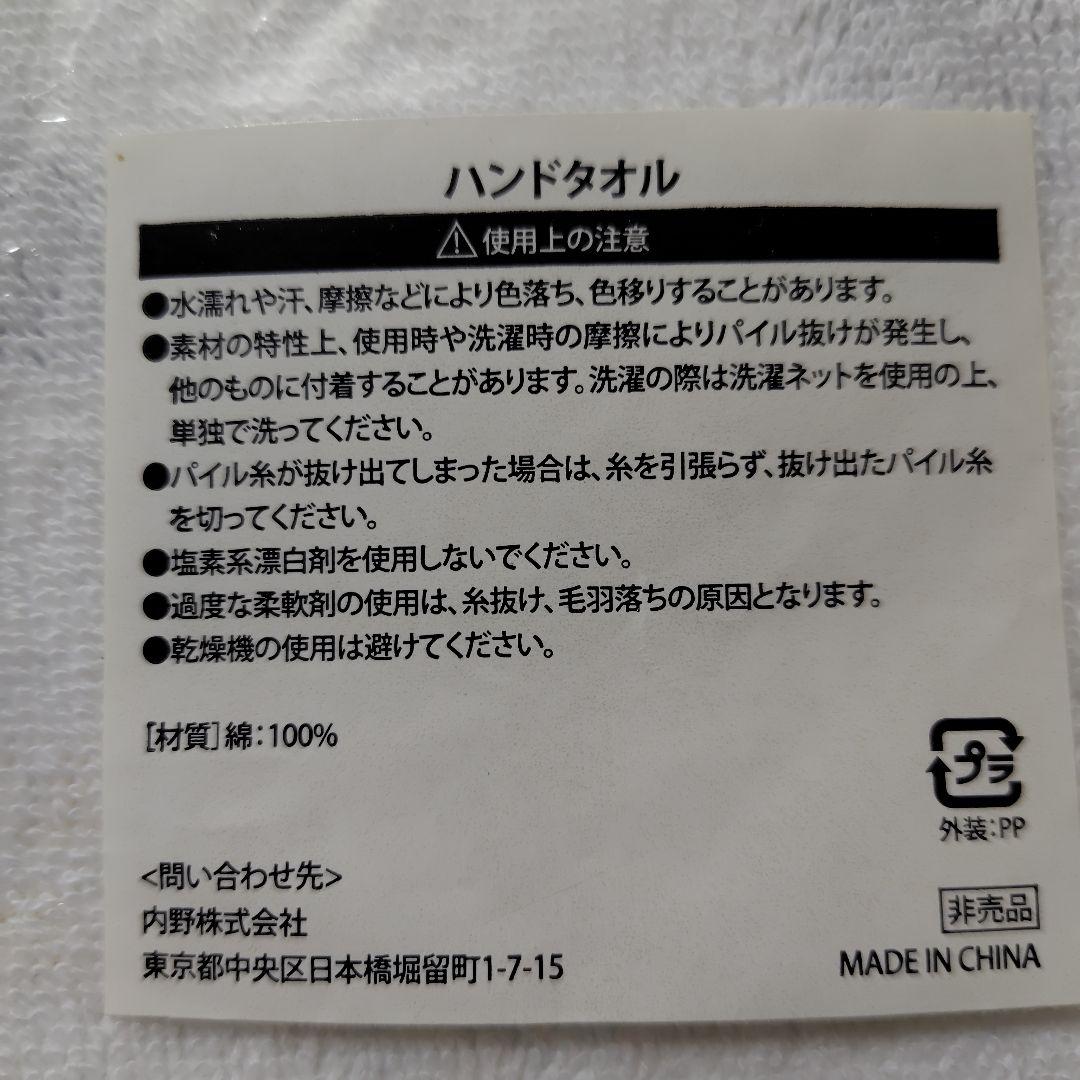 ハンドタオル
⚠使用上の注意
●水濡れや汗、摩擦などにより色落ち、色移りすることがあります。
●素材の特性上、使用時や洗濯時の摩擦によりパイル抜けが発生し、
他のものに付着することがあります。洗濯の際は洗濯ネットを使用の上、
単独で洗ってください。
●パイル糸が抜け出てしまった場合は、糸を引張らず、抜け出たパイル糸
を切ってください。
●塩素系漂白剤を使用しないでください。
●過度な柔軟剤の使用は、糸抜け、毛羽落ちの原因となります。
●乾燥機の使用は避けてください。
[材質]綿:100%
プラ
外装:PP
<問い合わせ先>
内野株式会社
東京都中央区日本橋堀留町1-7-15
非売品
MADE IN CHINA